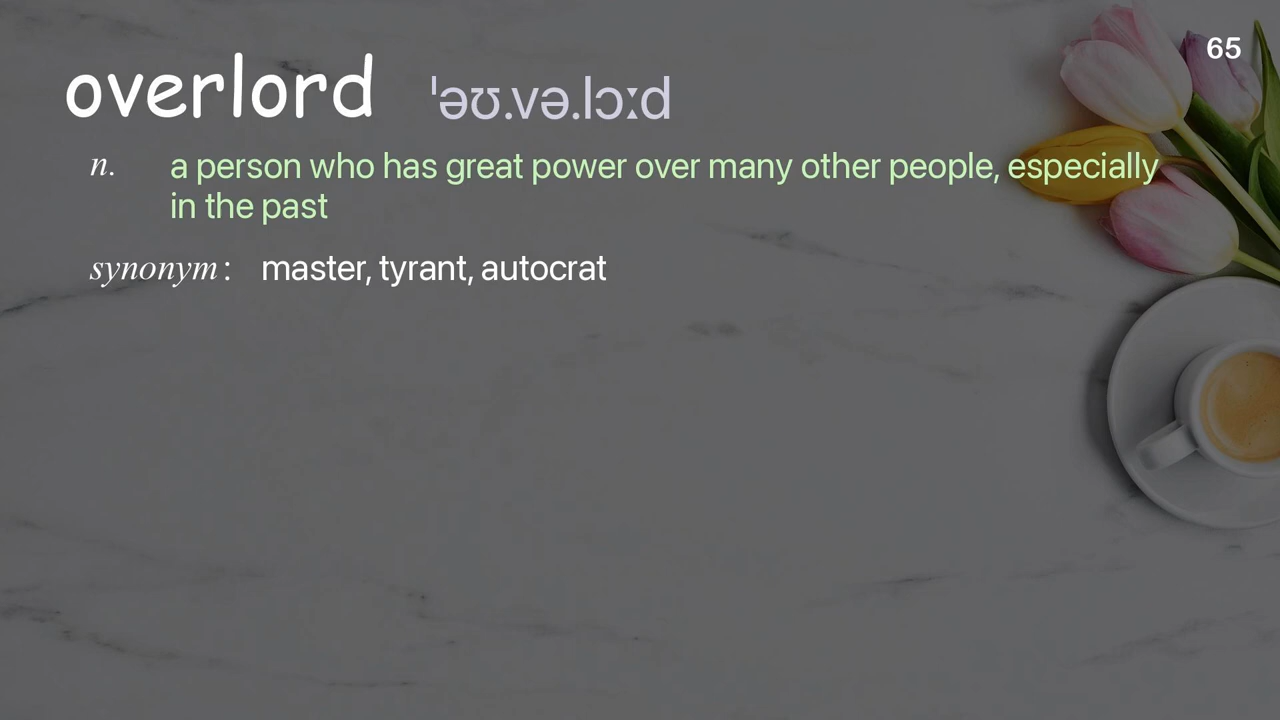 65
overlord ˈəʊ.və.lɔːd
n. a person who has great power over many other people, especially
in the past
synonym: master, tyrant, autocrat